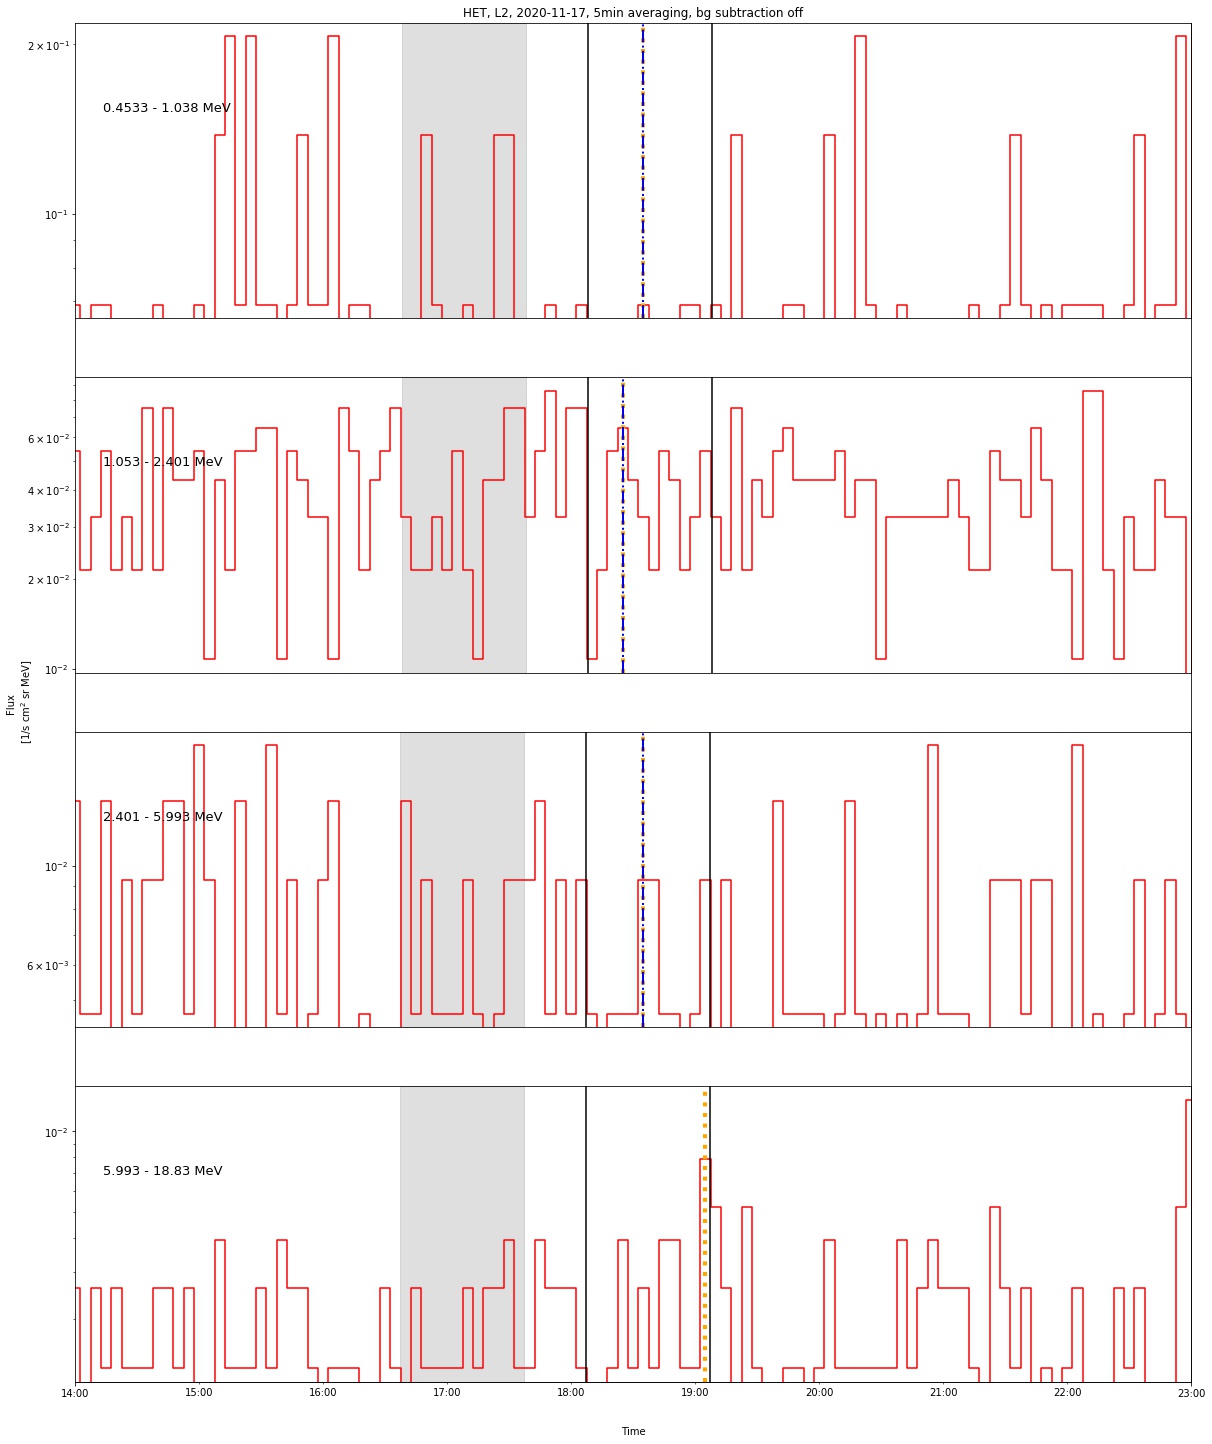 HET, L2, 2020-11-17, 5min averaging, bg subtraction off
2 × 10⁻¹
0.4533 - 1.038 MeV
10⁻¹
6 × 10⁻²
1.053 - 2.401 MeV
4 × 10⁻²
3 × 10⁻²
2 × 10⁻²
10⁻²
Flux
[1/s cm² sr MeV]
2.401 - 5.993 MeV
10⁻²
6 × 10⁻³
10⁻²
5.993 - 18.83 MeV
14:00 15:00 16:00 17:00 18:00 19:00 20:00 21:00 22:00 23:00
Time